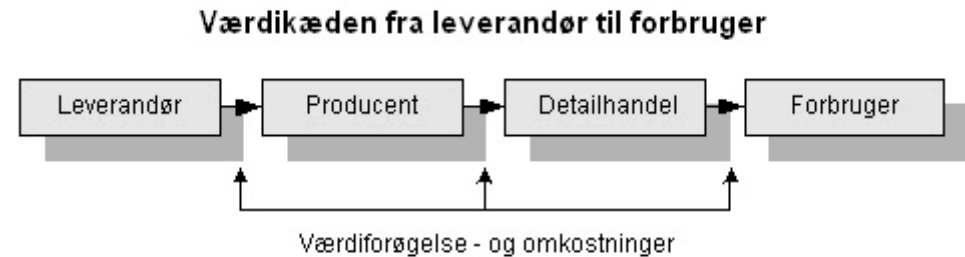 Værdikæden fra leverandør til forbruger
Leverandør
Producent
Detailhandel
Forbruger
Værdiforøgelse - og omkostninger